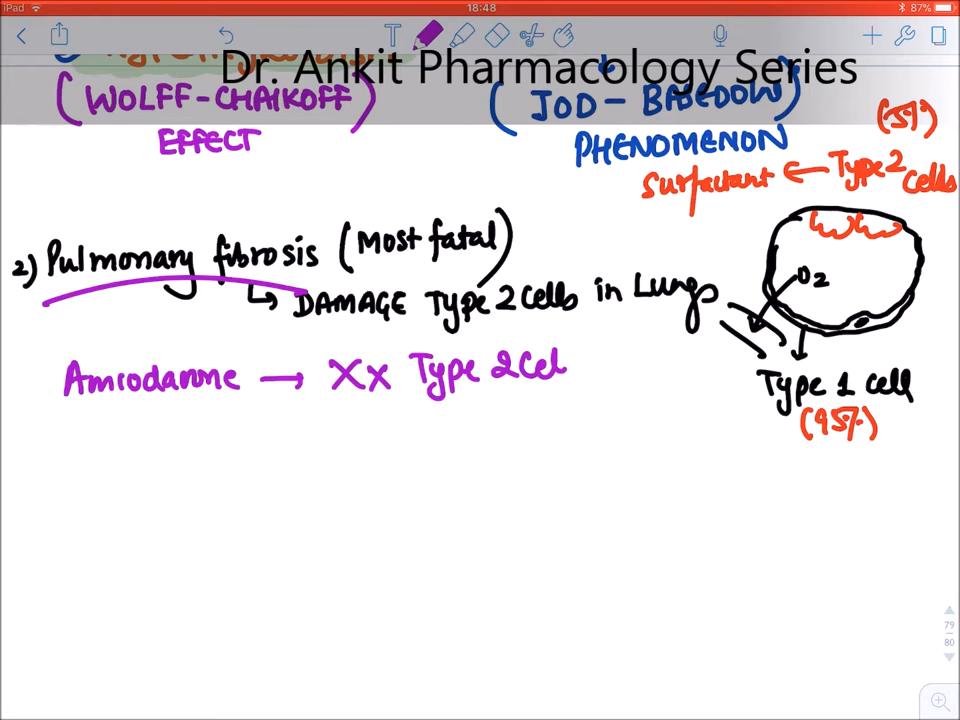 iPad 18:48 87%
Dr. Ankit Pharmacology Series
(WOLFF-CHAIKOFF EFFECT)
(JOD-BASEDOW) PHENOMENON
(5%)
Surfactant ← Type 2 Cells
2) Pulmonary fibrosis (Most fatal)
↳ DAMAGE Type 2 Cells in Lungs
O2
Amiodarone → XX Type 2 Cel
Type 1 Cell
(95%)
79
80